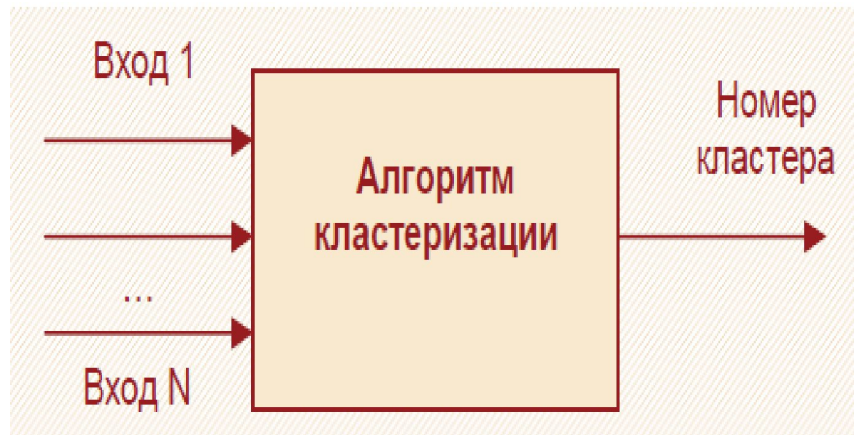 Вход 1
Номер
кластера
Алгоритм
кластеризации
...
Вход N